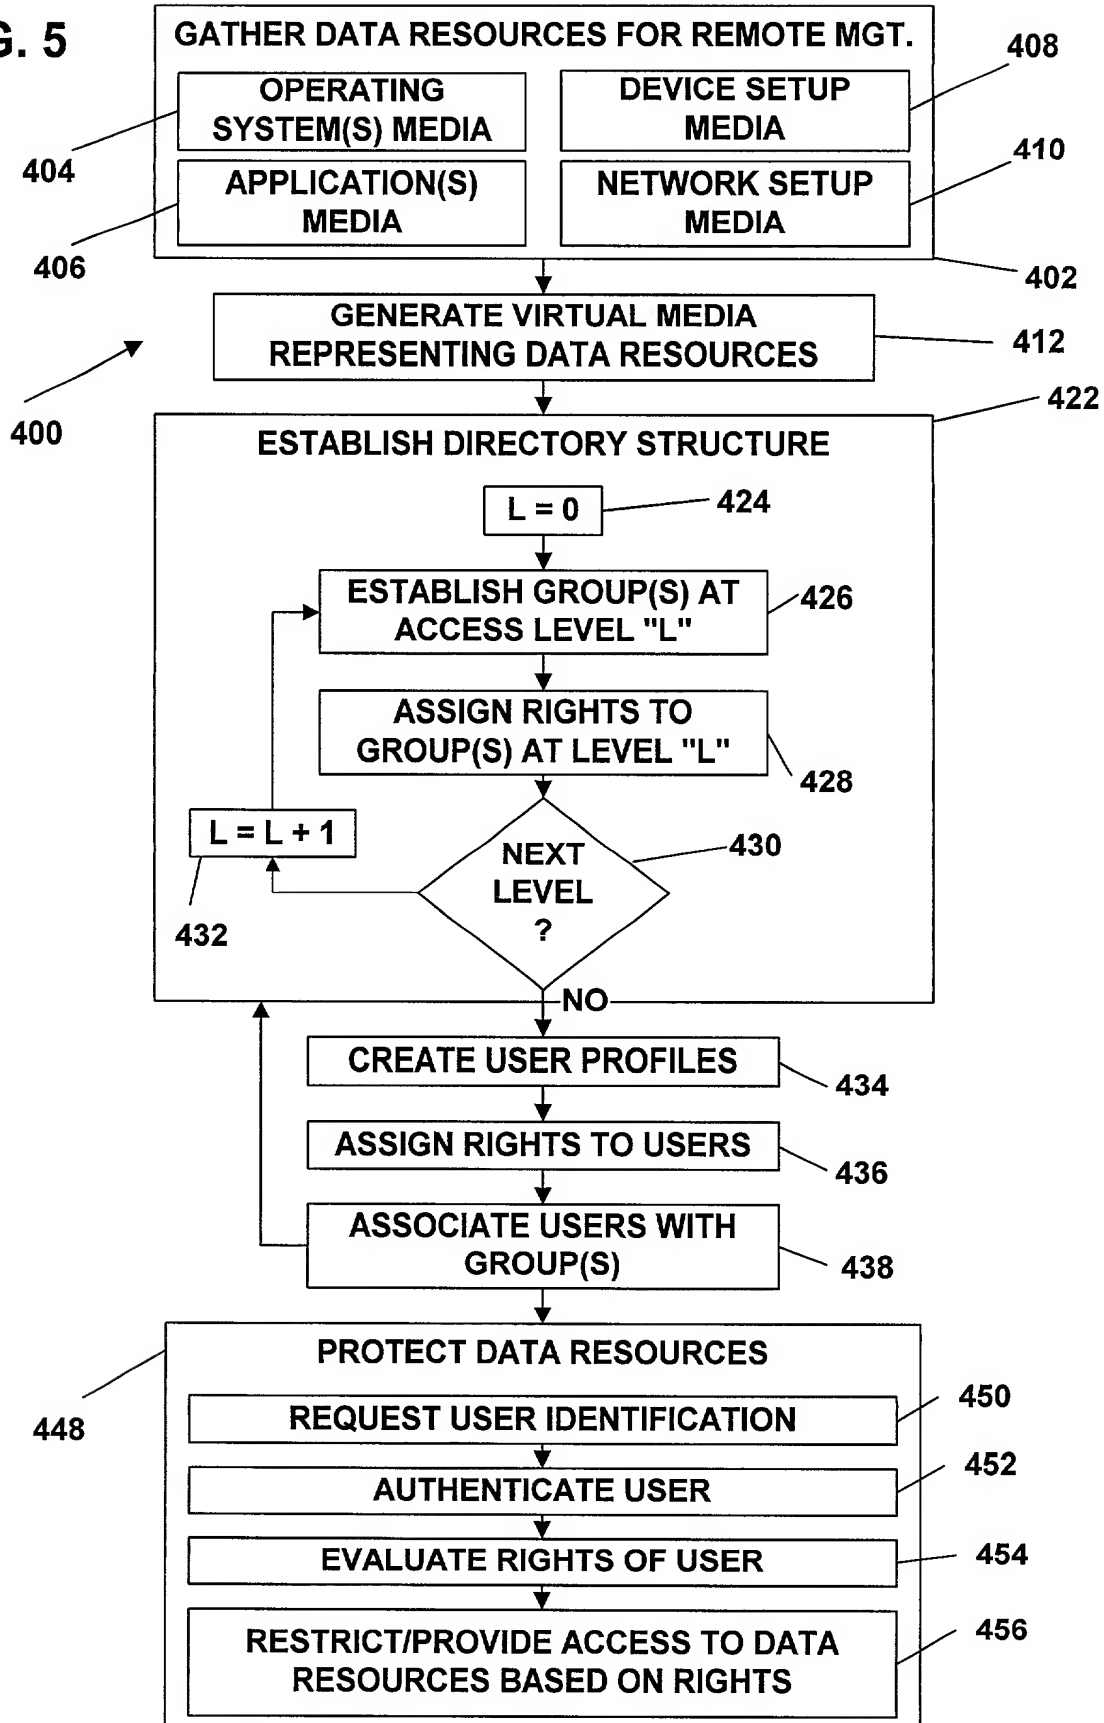 G. 5
GATHER DATA RESOURCES FOR REMOTE MGT.
408
OPERATING
SYSTEM(S) MEDIA
DEVICE SETUP
MEDIA
404
410
APPLICATION(S)
MEDIA
NETWORK SETUP
MEDIA
406
402
GENERATE VIRTUAL MEDIA
REPRESENTING DATA RESOURCES
412
400
422
ESTABLISH DIRECTORY STRUCTURE
L = 0
424
ESTABLISH GROUP(S) AT
ACCESS LEVEL "L"
426
ASSIGN RIGHTS TO
GROUP(S) AT LEVEL "L"
428
L = L + 1
NEXT
LEVEL
?
430
432
NO
CREATE USER PROFILES
434
ASSIGN RIGHTS TO USERS
436
ASSOCIATE USERS WITH
GROUP(S)
438
PROTECT DATA RESOURCES
448
REQUEST USER IDENTIFICATION
450
AUTHENTICATE USER
452
EVALUATE RIGHTS OF USER
454
RESTRICT/PROVIDE ACCESS TO DATA
RESOURCES BASED ON RIGHTS
456